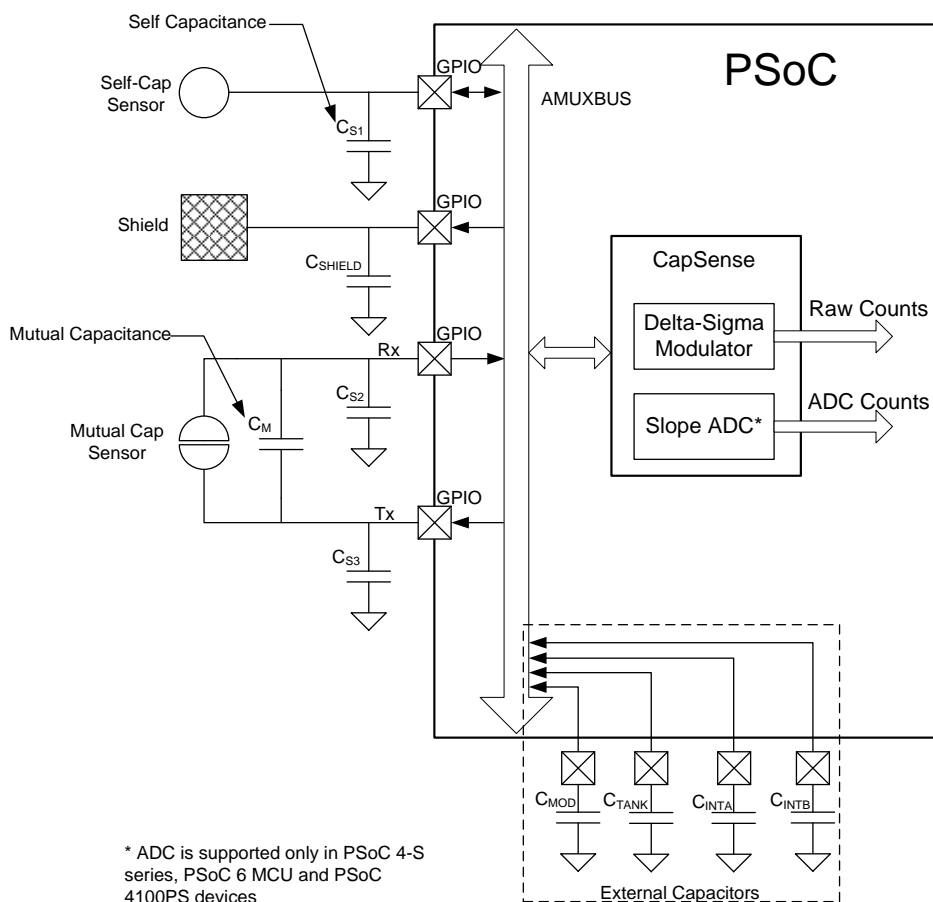 Self Capacitance
GPIO
PSoC
Self-Cap
Sensor
AMUXBUS
CS1
GPIO
Shield
CapSense
CSHIELD
Raw Counts
Delta-Sigma
Modulator
Mutual Capacitance
GPIO
Rx
CS2
ADC Counts
CM
Slope ADC*
Mutual Cap
Sensor
GPIO
Tx
CS3
CMOD
CTANK
CINTA
CINTB
* ADC is supported only in PSoC 4-S
series, PSoC 6 MCU and PSoC
4100PS devices
External Capacitors